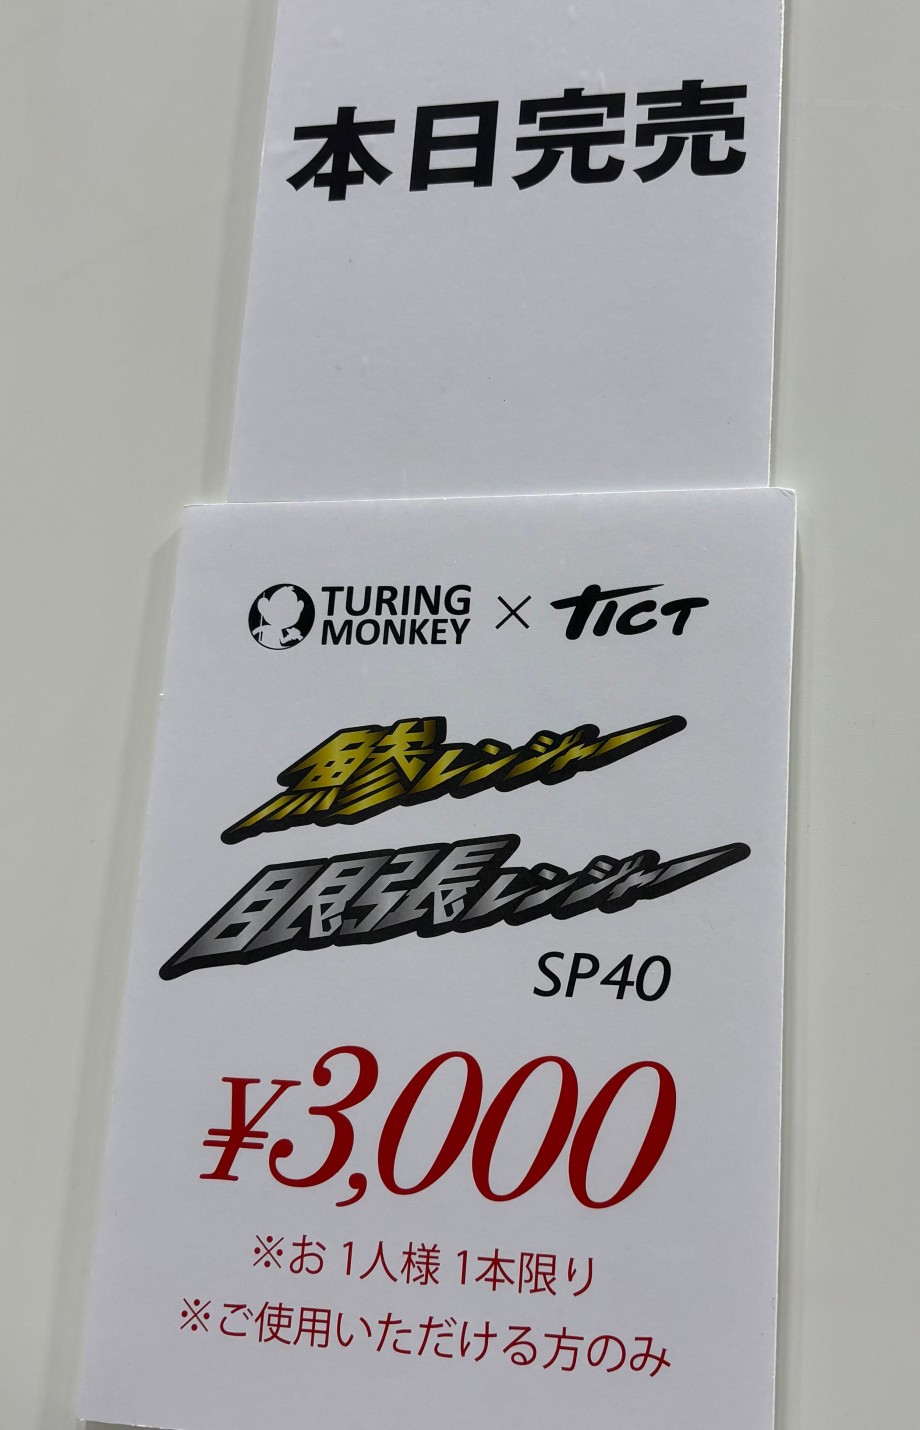 本日完売
TURING MONKEY × TICT
鯵レンジャー
眼張レンジャー
SP40
¥3,000
※お1人様1本限り
※ご使用いただける方のみ